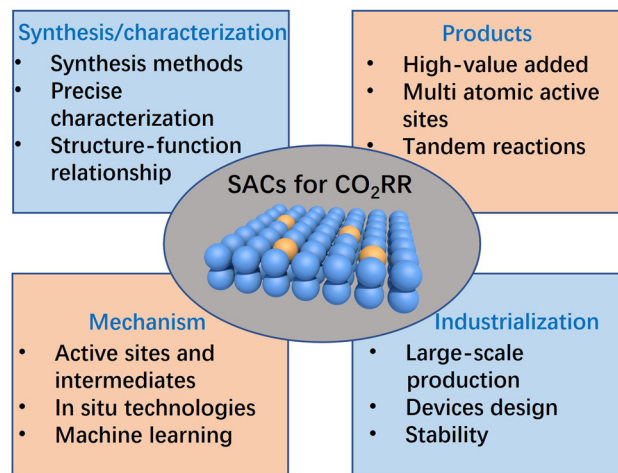 Synthesis/characterization
• Synthesis methods
• Precise
characterization
• Structure-function
relationship
Products
• High-value added
• Multi atomic active
sites
• Tandem reactions
SACs for CO₂RR
Mechanism
• Active sites and
intermediates
• In situ technologies
• Machine learning
Industrialization
• Large-scale
production
• Devices design
• Stability